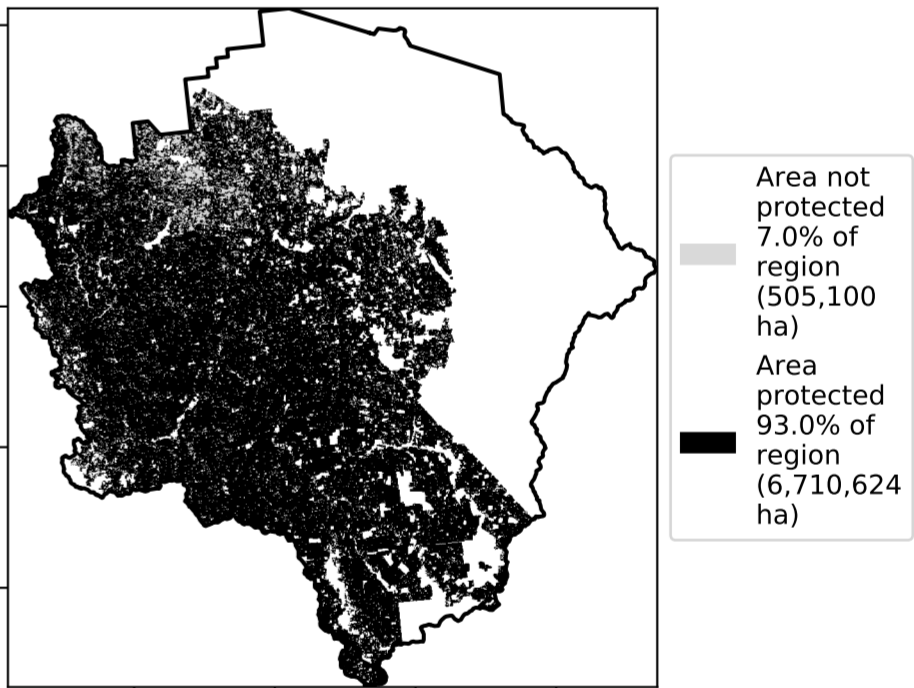 Area not
protected
7.0% of
region
(505,100
ha)
Area
protected
93.0% of
region
(6,710,624
ha)